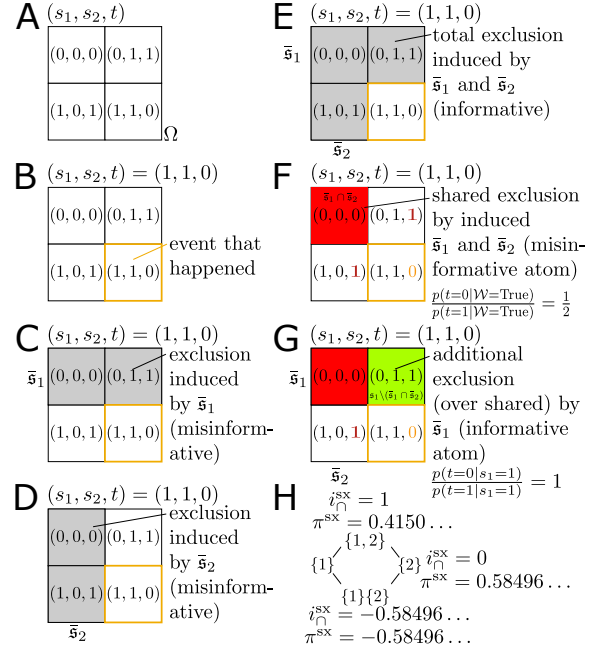 A
(s₁, s₂, t)
(0, 0, 0) (0, 1, 1)
(1, 0, 1) (1, 1, 0)
Ω
B
(s₁, s₂, t) = (1, 1, 0)
(0, 0, 0) (0, 1, 1)
(1, 0, 1) (1, 1, 0)
event that
happened
C
(s₁, s₂, t) = (1, 1, 0)
s̄₁
(0, 0, 0) (0, 1, 1)
(1, 0, 1) (1, 1, 0)
exclusion
induced
by s̄₁
(misinform-
ative)
D
(s₁, s₂, t) = (1, 1, 0)
(0, 0, 0) (0, 1, 1)
(1, 0, 1) (1, 1, 0)
s̄₂
exclusion
induced
by s̄₂
(misinform-
ative)
E
(s₁, s₂, t) = (1, 1, 0)
s̄₁
(0, 0, 0) (0, 1, 1)
(1, 0, 1) (1, 1, 0)
s̄₂
total exclusion
induced by
s̄₁ and s̄₂
(informative)
F
(s₁, s₂, t) = (1, 1, 0)
s̄₁ ∩ s̄₂
(0, 0, 0) (0, 1, 1)
(1, 0, 1) (1, 1, 0)
shared exclusion
by induced
s̄₁ and s̄₂ (misin-
formative atom)
p(t=0|𝒲=True)/p(t=1|𝒲=True) = 1/2
G
(s₁, s₂, t) = (1, 1, 0)
s̄₁
(0, 0, 0) (0, 1, 1)
s₁\(s̄₁ ∩ s̄₂)
(1, 0, 1) (1, 1, 0)
s̄₂
additional
exclusion
(over shared) by
s̄₁ (informative
atom)
p(t=0|s₁=1)/p(t=1|s₁=1) = 1
H
i∩ˢˣ = 1
πˢˣ = 0.4150 . . .
{1, 2}
{1} {2}
{1}{2}
i∩ˢˣ = 0
πˢˣ = 0.58496 . . .
i∩ˢˣ = −0.58496 . . .
πˢˣ = −0.58496 . . .